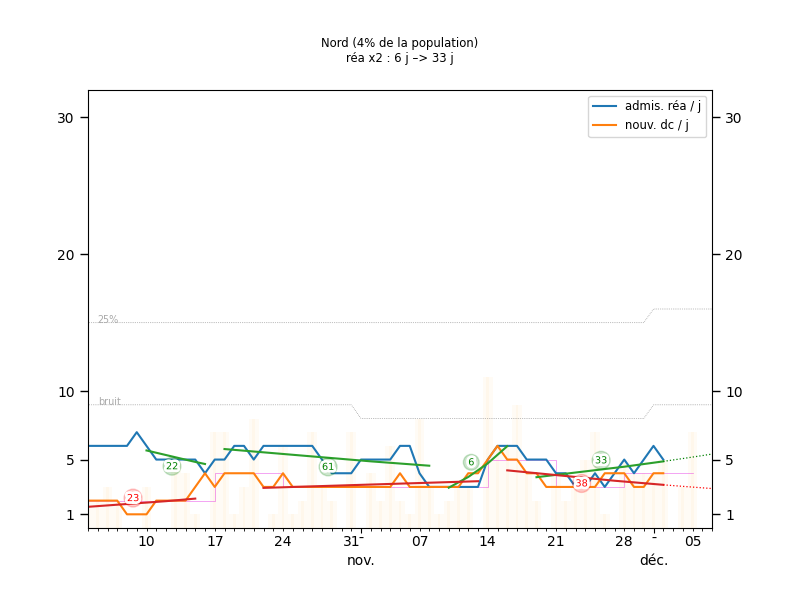 Nord (4% de la population)
réa x2 : 6 j –> 33 j
admis. réa / j
nouv. dc / j
30 30
20 20
25%
10 10
bruit
5 5
22 61 6 33
23 38
1 1
10 17 24 31 07 14 21 28 05
nov. déc.